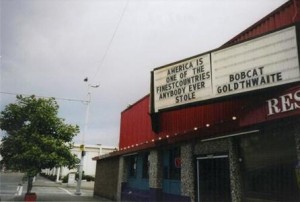 AMERICA IS
ONE OF THE
FINESTCOUNTRIES
ANYBODY EVER
STOLE
BOBCAT
GOLDTHWAITE
RES